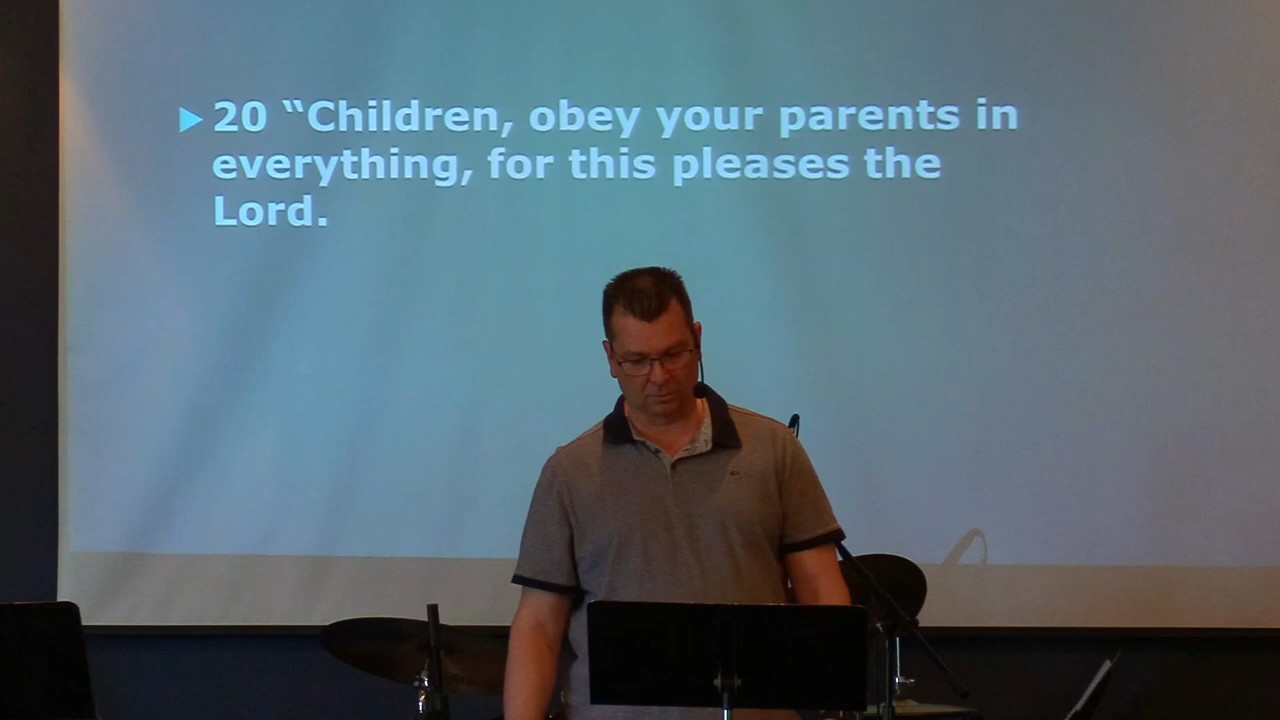 20 “Children, obey your parents in
everything, for this pleases the
Lord.